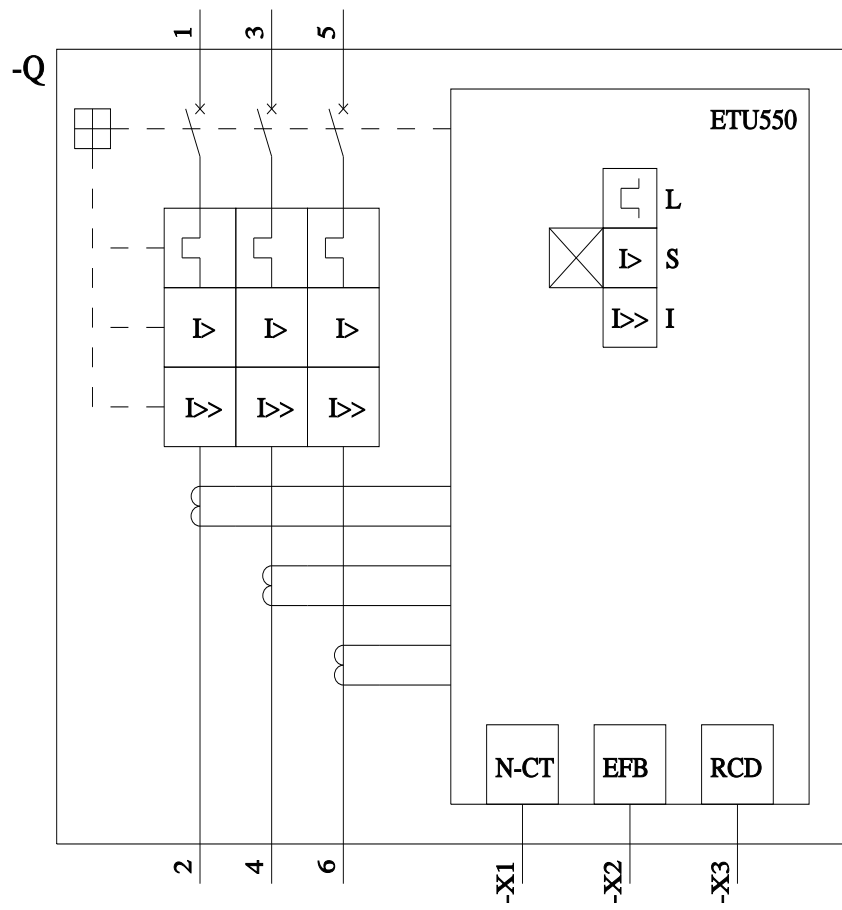 1 3 5
-Q
ETU550
L
I> S
I>> I
I> I> I>
I>> I>> I>>
N-CT EFB RCD
2 4 6 -X1 -X2 -X3